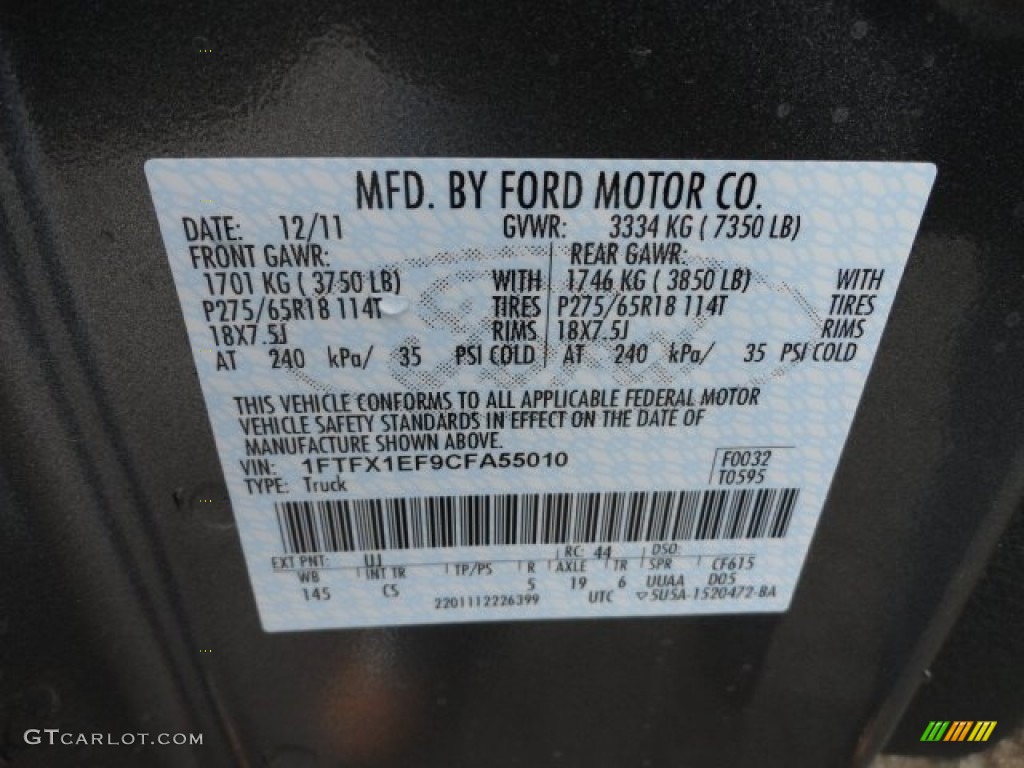 MFD. BY FORD MOTOR CO.
DATE: 12/11 GVWR: 3334 KG ( 7350 LB)
FRONT GAWR: REAR GAWR:
1701 KG ( 3750 LB) WITH 1746 KG ( 3850 LB) WITH
P275/65R18 114T TIRES P275/65R18 114T TIRES
18X7.5J RIMS 18X7.5J RIMS
AT 240 kPa/ 35 PSI COLD AT 240 kPa/ 35 PSI COLD
THIS VEHICLE CONFORMS TO ALL APPLICABLE FEDERAL MOTOR
VEHICLE SAFETY STANDARDS IN EFFECT ON THE DATE OF
MANUFACTURE SHOWN ABOVE.
VIN: 1FTFX1EF9CFA55010 F0032
TYPE: Truck T0595
EXT PNT: UJ RC: 44 DSO:
WB INT TR TP/PS R AXLE TR SPR CF615
145 CS 5 19 6 UUAA D05
2201112226399 UTC ▽5U5A-1520472-BA
GTCARLOT.COM